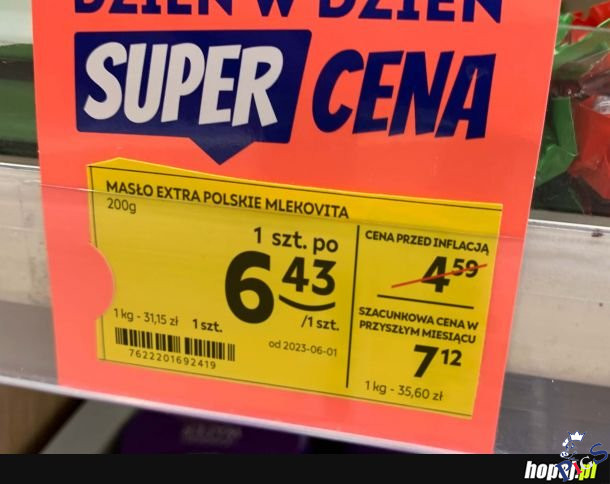 DZIEŃ W DZIEŃ
SUPER CENA
MASŁO EXTRA POLSKIE MLEKOVITA
200g
1 szt. po
6 43
/1 szt.
1 kg - 31,15 zł 1 szt.
7622201692419
od 2023-06-01
CENA PRZED INFLACJĄ
4 59
SZACUNKOWA CENA W
PRZYSZŁYM MIESIĄCU
7 12
1 kg - 35,60 zł
hopaj.pl